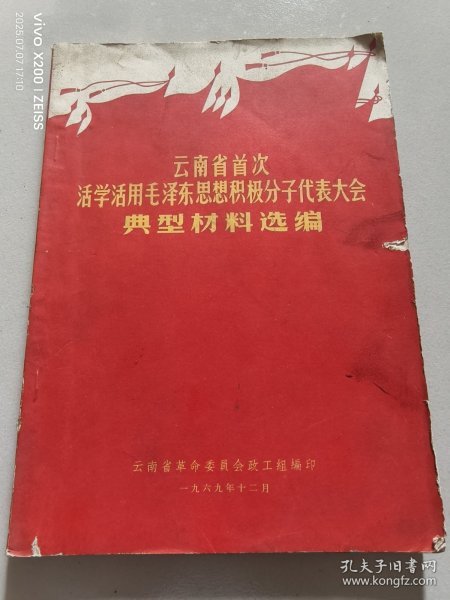 云南省首次
活学活用毛泽东思想积极分子代表大会
典型材料选编
云南省革命委员会政工组编印
一九六九年十二月
vivo X200 | ZEISS
2025.07.07 17:10
孔夫子旧书网
www.kongfz.com